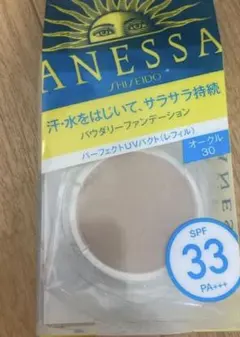 ANESSA
SHISEIDO
汗・水をはじいて、サラサラ持続
パウダリーファンデーション
パーフェクトUVパクト(レフィル)
オークル
30
SPF
33
PA+++